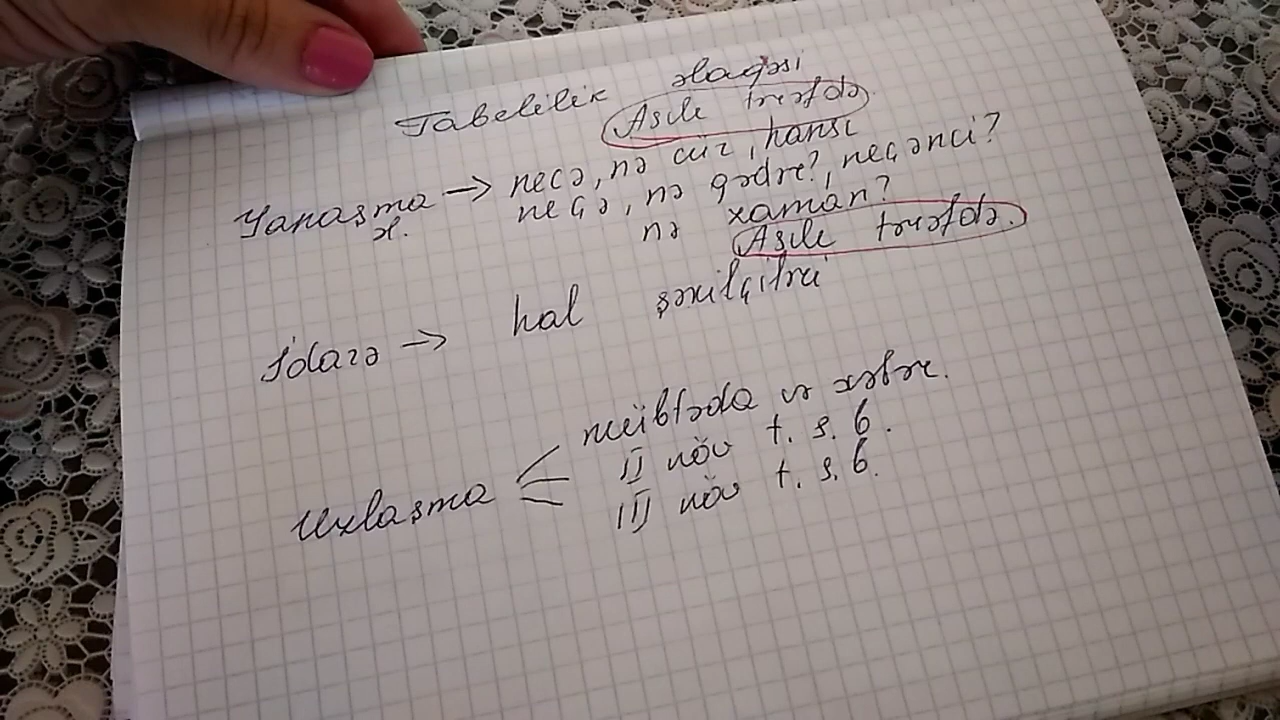 Tabelilik əlaqəsi
Asılı tərəfdə
Yanaşma → necə, nə cür, hansı
ə.
neçə, nə qədər?, neçənci?
nə zaman?
Asılı tərəfdə.
İdarə → hal şəkilçiləri
Uzlaşma
mübtəda və xəbər.
II növ t. s. b.
III növ t. s. b.